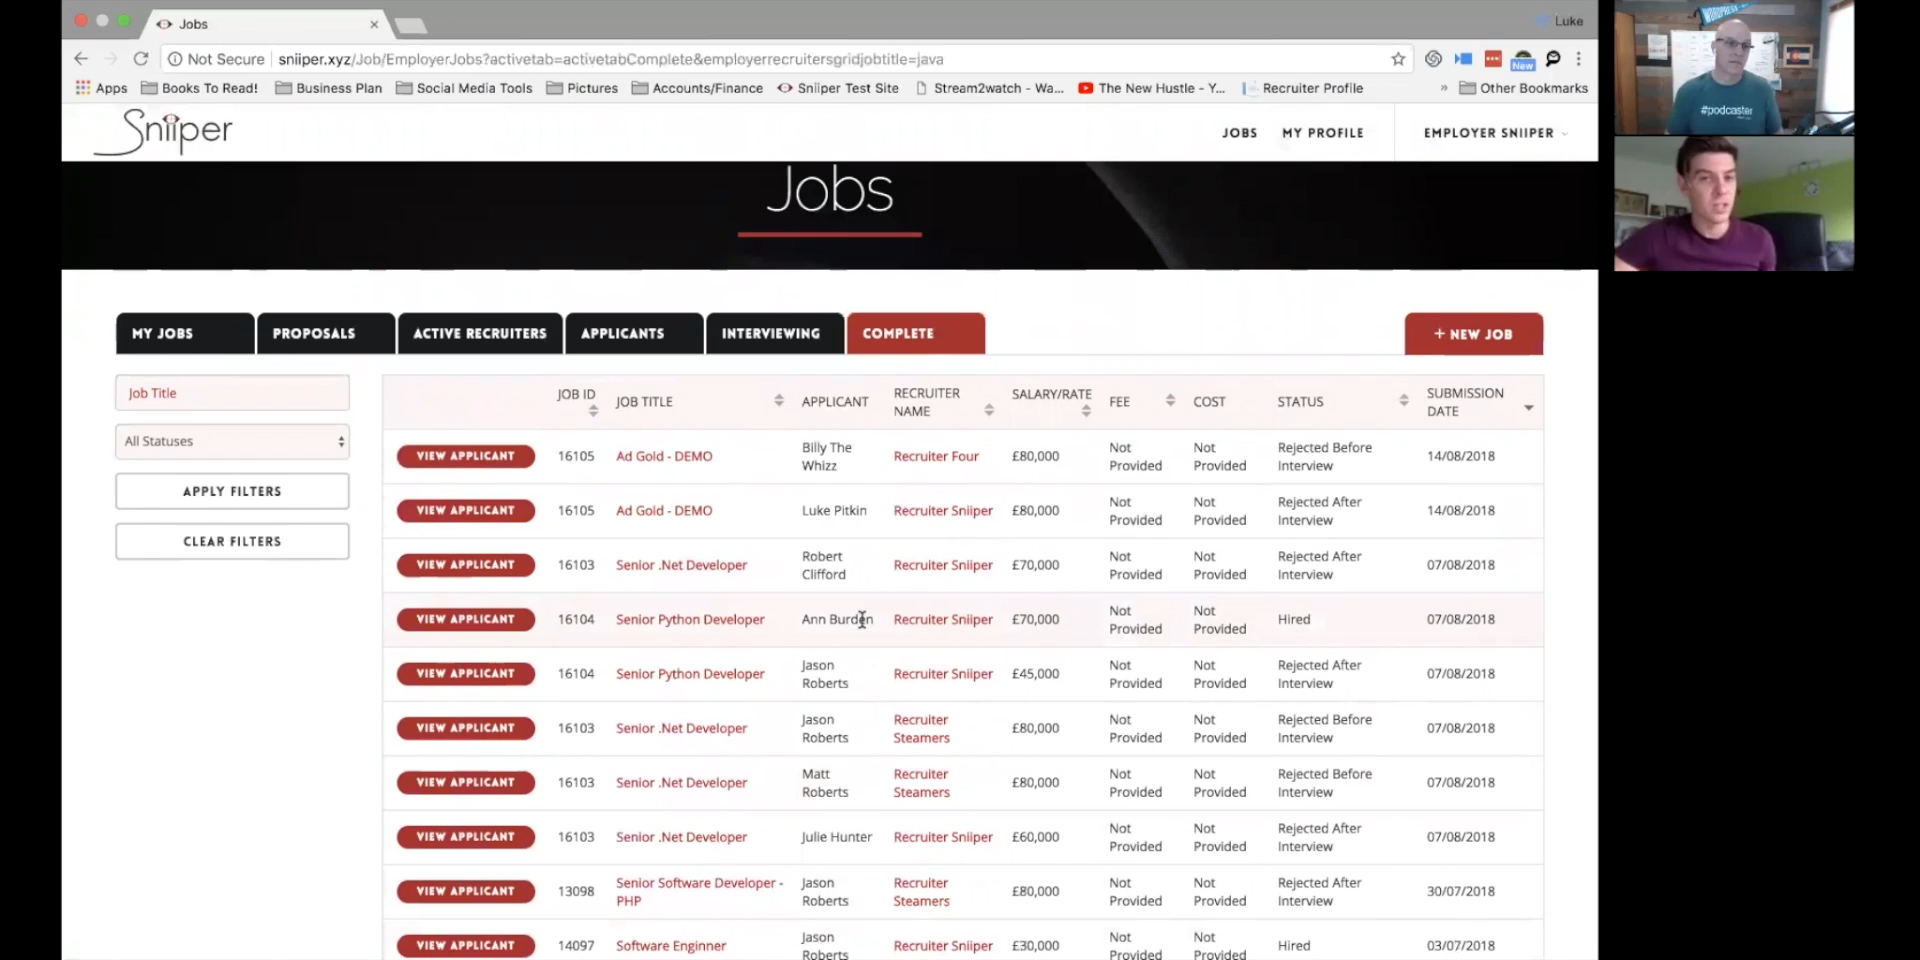 Jobs
Luke
Not Secure sniiper.xyz/Job/EmployerJobs?activetab=activetabComplete&employerrecruitersgridjobtitle=java
New
Apps Books To Read! Business Plan Social Media Tools Pictures Accounts/Finance Sniiper Test Site Stream2watch - Wa... The New Hustle - Y... Recruiter Profile » Other Bookmarks
Sniiper
JOBS MY PROFILE EMPLOYER SNIIPER
Jobs
MY JOBS PROPOSALS ACTIVE RECRUITERS APPLICANTS INTERVIEWING COMPLETE + NEW JOB
Job Title
All Statuses
APPLY FILTERS
CLEAR FILTERS
JOB ID JOB TITLE APPLICANT RECRUITER NAME SALARY/RATE FEE COST STATUS SUBMISSION DATE
VIEW APPLICANT 16105 Ad Gold - DEMO Billy The Whizz Recruiter Four £80,000 Not Provided Not Provided Rejected Before Interview 14/08/2018
VIEW APPLICANT 16105 Ad Gold - DEMO Luke Pitkin Recruiter Sniiper £80,000 Not Provided Not Provided Rejected After Interview 14/08/2018
VIEW APPLICANT 16103 Senior .Net Developer Robert Clifford Recruiter Sniiper £70,000 Not Provided Not Provided Rejected After Interview 07/08/2018
VIEW APPLICANT 16104 Senior Python Developer Ann Burden Recruiter Sniiper £70,000 Not Provided Not Provided Hired 07/08/2018
VIEW APPLICANT 16104 Senior Python Developer Jason Roberts Recruiter Sniiper £45,000 Not Provided Not Provided Rejected After Interview 07/08/2018
VIEW APPLICANT 16103 Senior .Net Developer Jason Roberts Recruiter Steamers £80,000 Not Provided Not Provided Rejected Before Interview 07/08/2018
VIEW APPLICANT 16103 Senior .Net Developer Matt Roberts Recruiter Steamers £80,000 Not Provided Not Provided Rejected Before Interview 07/08/2018
VIEW APPLICANT 16103 Senior .Net Developer Julie Hunter Recruiter Sniiper £60,000 Not Provided Not Provided Rejected After Interview 07/08/2018
VIEW APPLICANT 13098 Senior Software Developer - PHP Jason Roberts Recruiter Steamers £80,000 Not Provided Not Provided Rejected After Interview 30/07/2018
VIEW APPLICANT 14097 Software Enginner Jason Roberts Recruiter Sniiper £30,000 Not Provided Not Provided Hired 03/07/2018
WORDPRESS
#podcaster